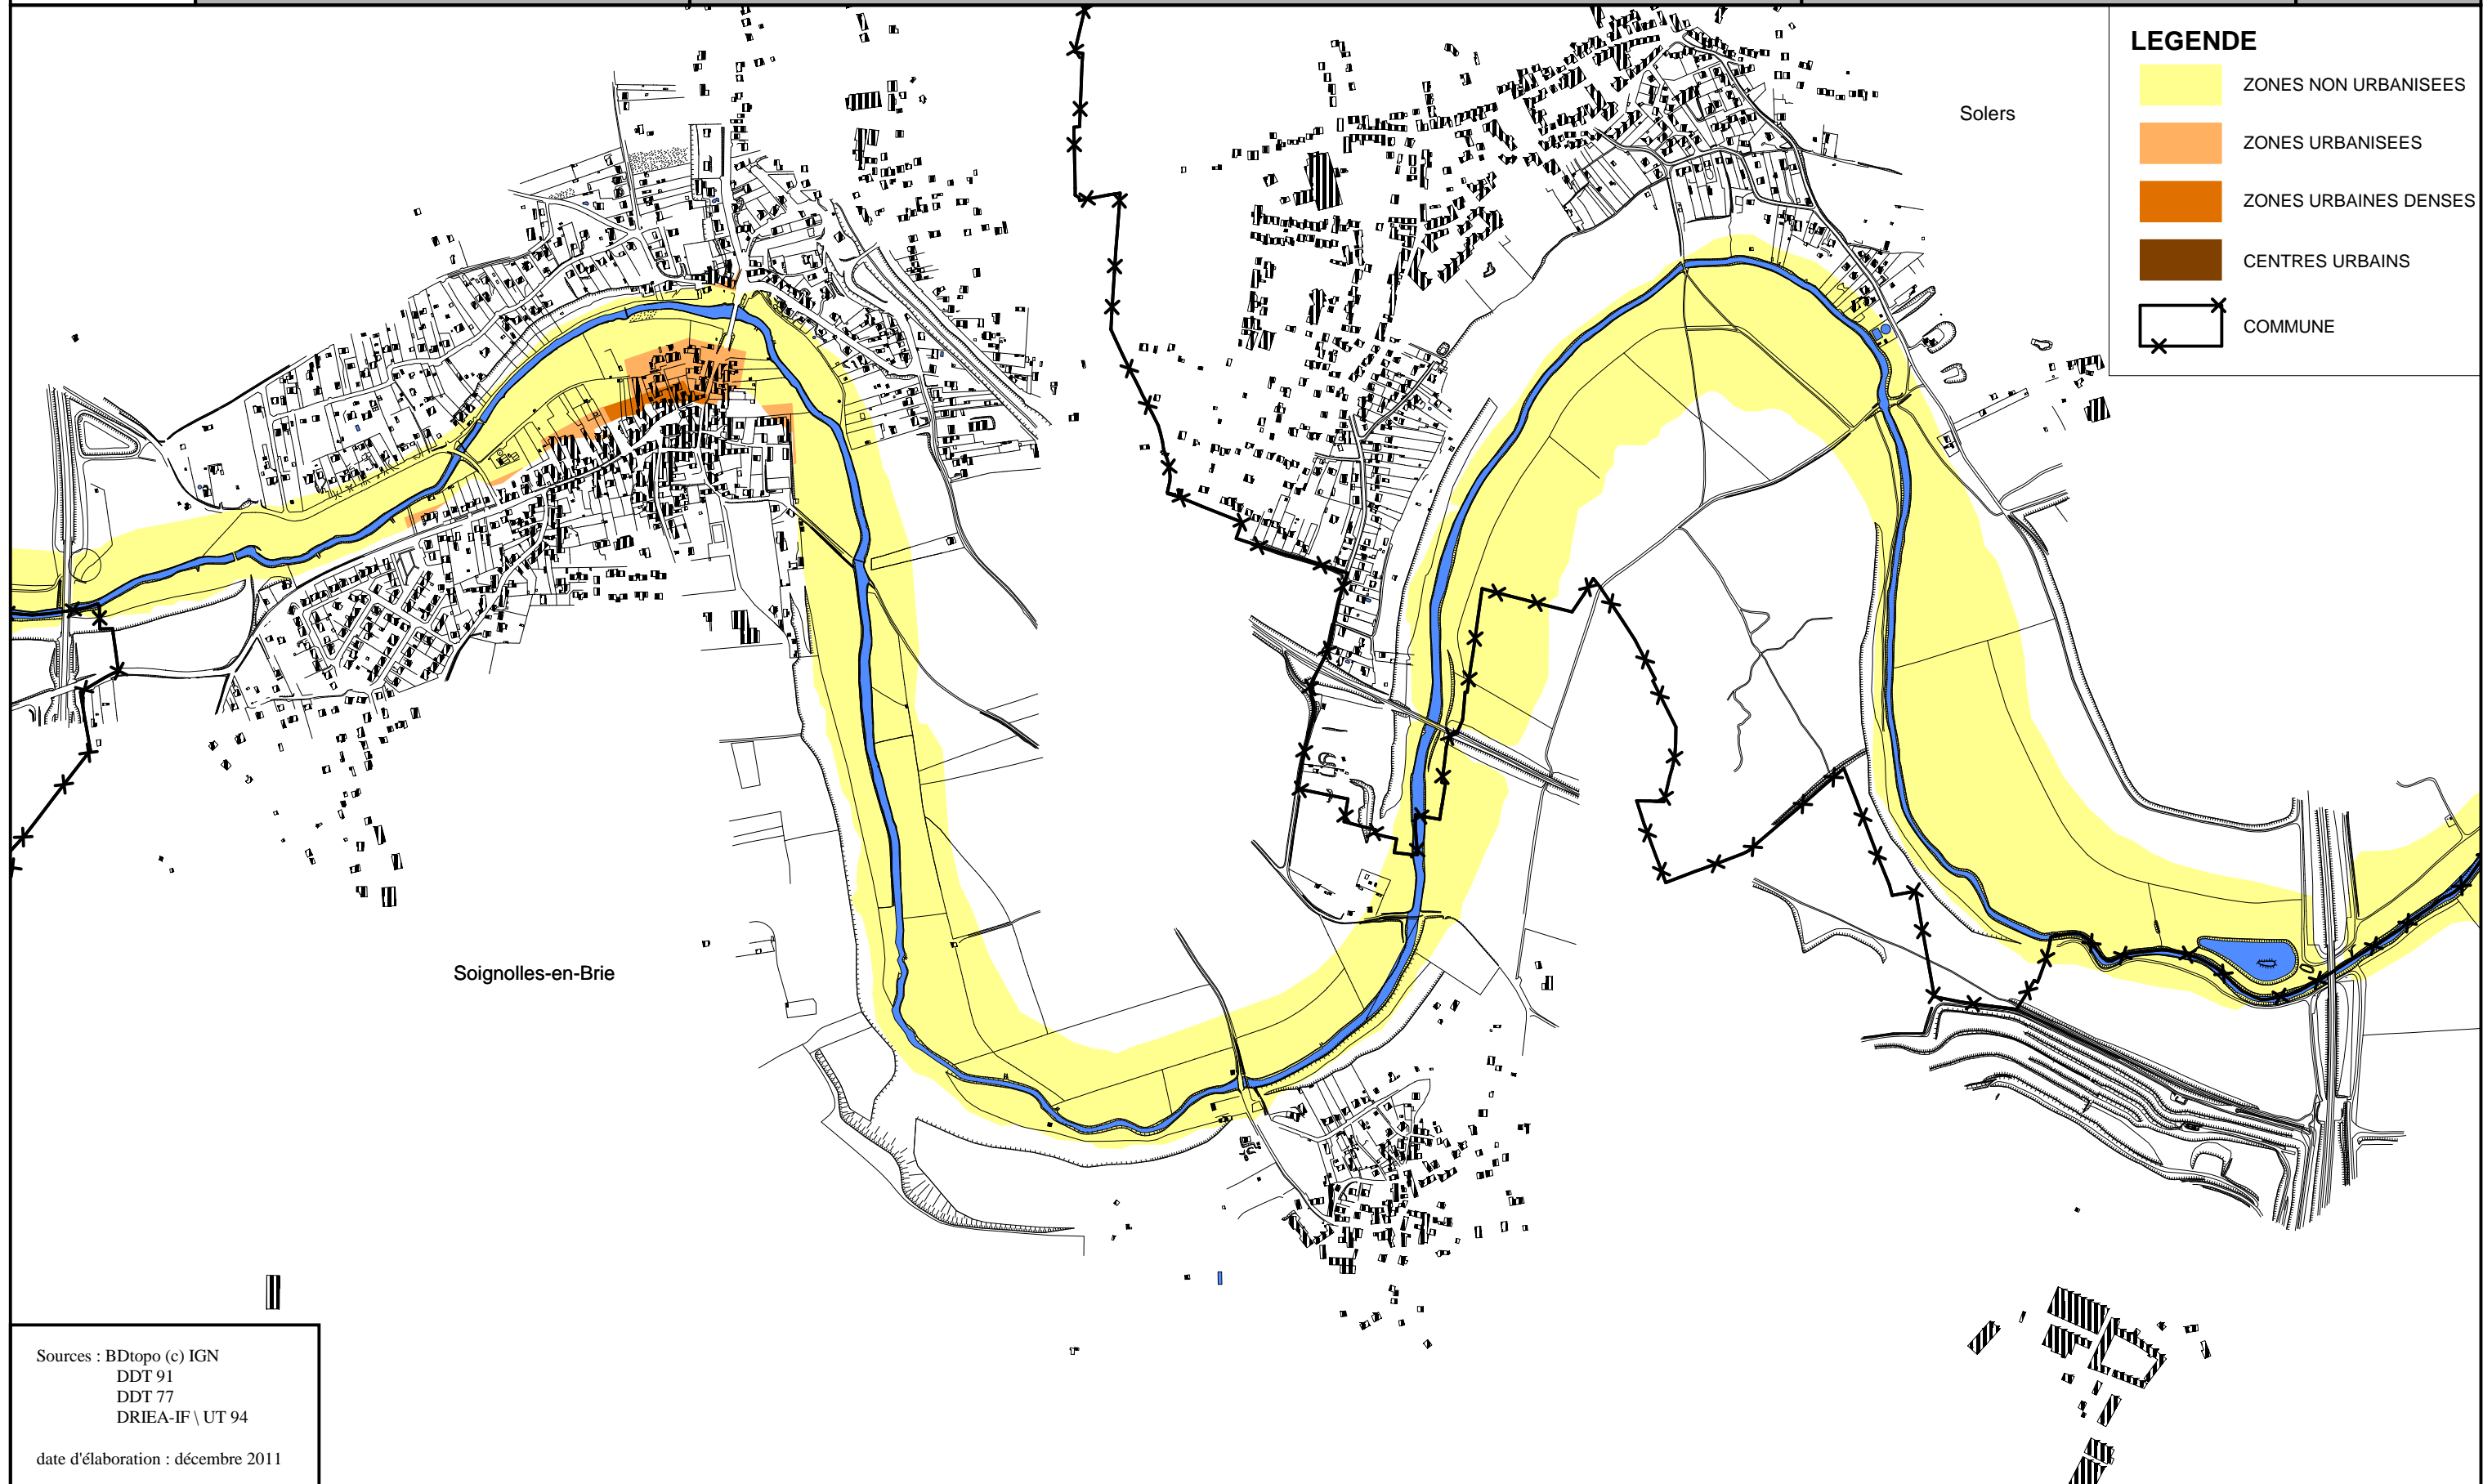 LEGENDE
ZONES NON URBANISEES
ZONES URBANISEES
ZONES URBAINES DENSES
CENTRES URBAINS
COMMUNE
Solers
Soignolles-en-Brie
Sources : BDtopo (c) IGN
DDT 91
DDT 77
DRIEA-IF \ UT 94
date d'élaboration : décembre 2011